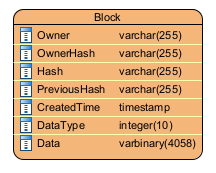 Block
Owner varchar(255)
OwnerHash varchar(255)
Hash varchar(255)
PreviousHash varchar(255)
CreatedTime timestamp
DataType integer(10)
Data varbinary(4058)